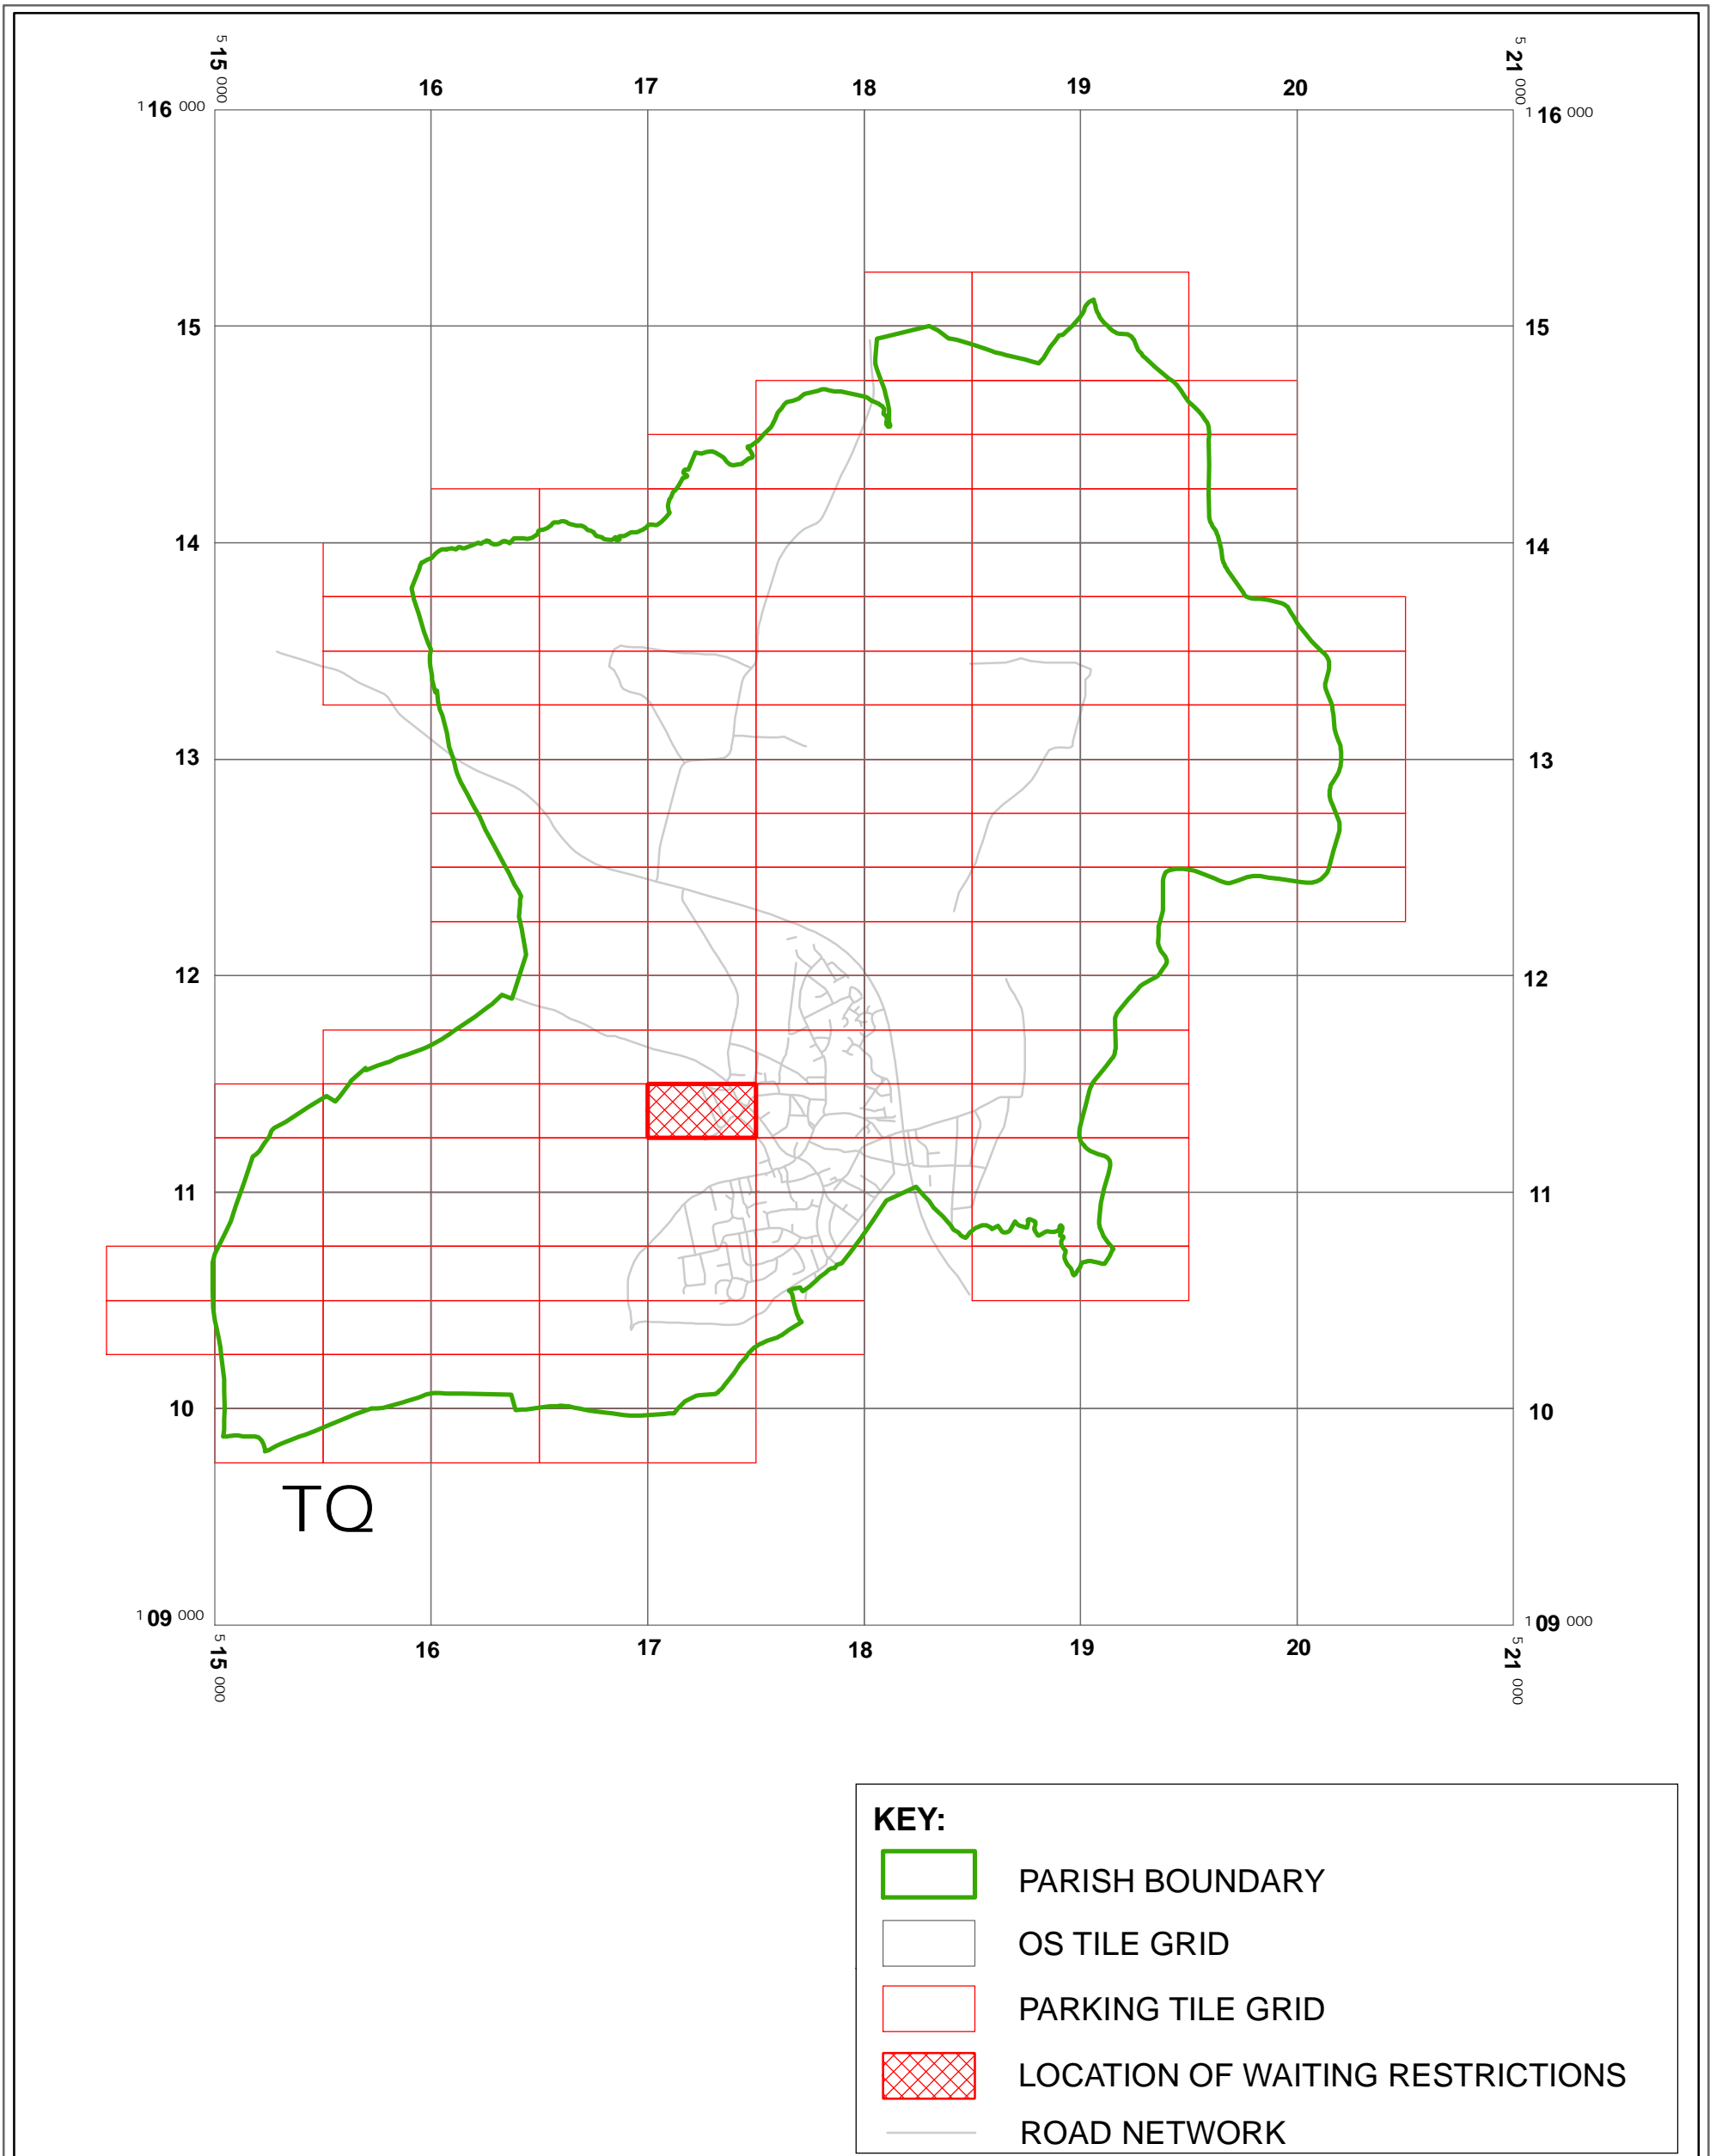 5 15 000
16
17
18
19
20
5 21 000
1 16 000
1 16 000
15
15
14
14
13
13
12
12
11
11
10
10
TQ
1 09 000
1 09 000
5 15 000
16
17
18
19
20
5 21 000
KEY:
PARISH BOUNDARY
OS TILE GRID
PARKING TILE GRID
LOCATION OF WAITING RESTRICTIONS
ROAD NETWORK